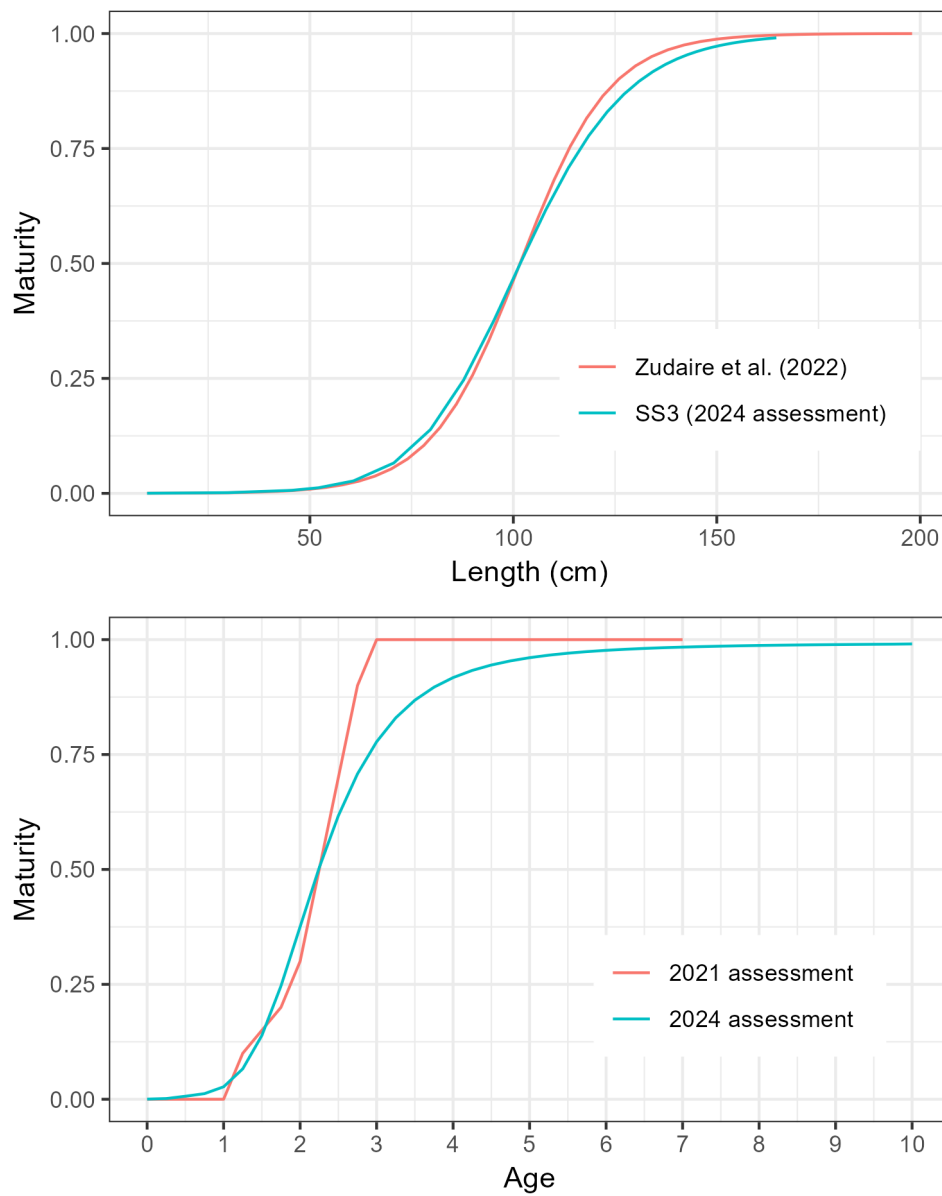 1.00
0.75
0.50
0.25
0.00
Maturity
Zudaire et al. (2022)
SS3 (2024 assessment)
50 100 150 200
Length (cm)
1.00
0.75
0.50
0.25
0.00
Maturity
2021 assessment
2024 assessment
0 1 2 3 4 5 6 7 8 9 10
Age